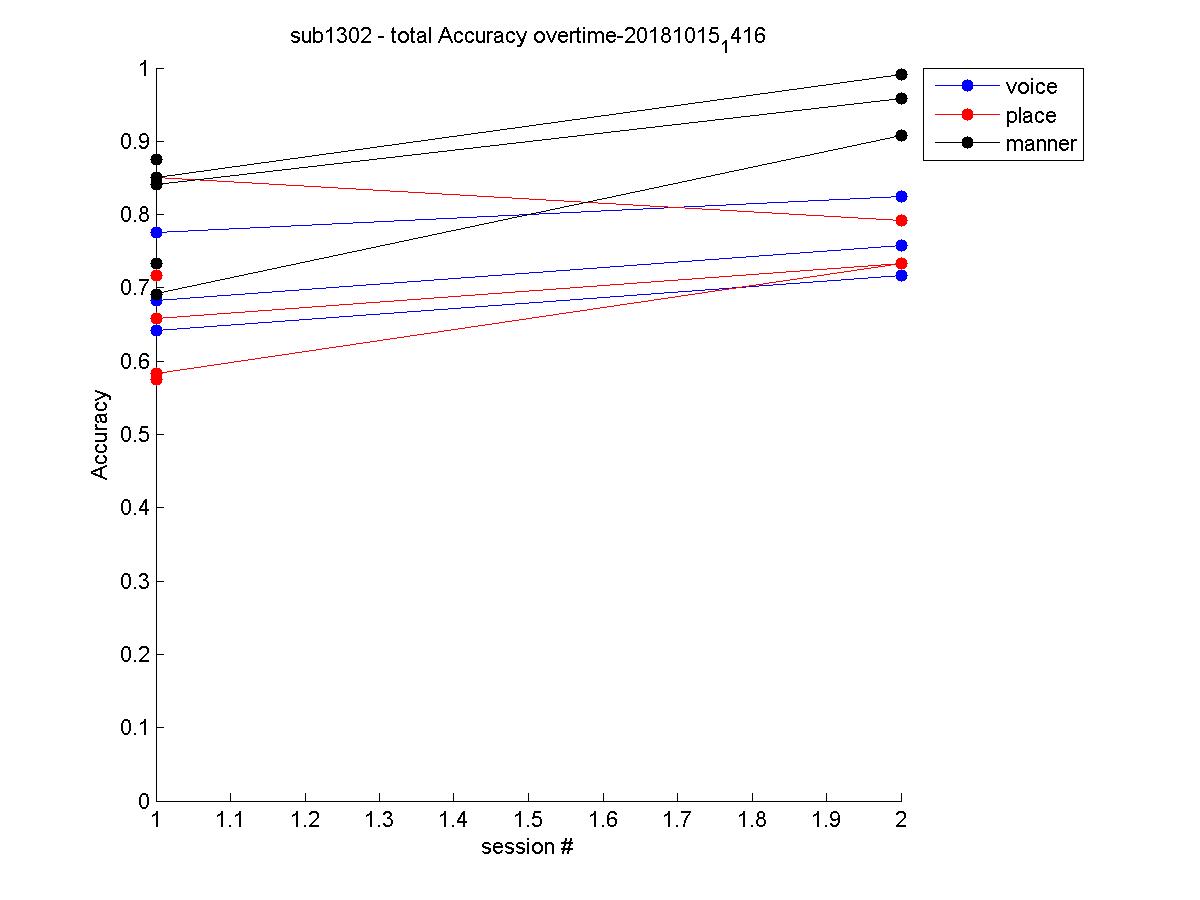 sub1302 - total Accuracy overtime-20181015_1416
voice
place
manner
1
0.9
0.8
0.7
0.6
0.5
0.4
0.3
0.2
0.1
0
Accuracy
1 1.1 1.2 1.3 1.4 1.5 1.6 1.7 1.8 1.9 2
session #